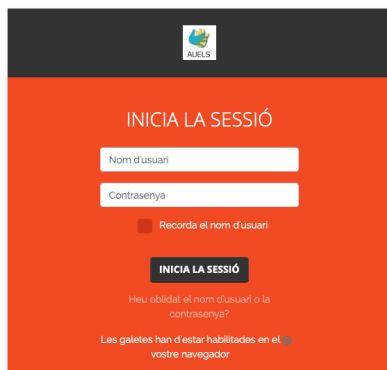 AUELS
INICIA LA SESSIÓ
Nom d'usuari
Contrasenya
Recorda el nom d'usuari
INICIA LA SESSIÓ
Heu oblidat el nom d'usuari o la
contrasenya?
Les galetes han d'estar habilitades en el
vostre navegador